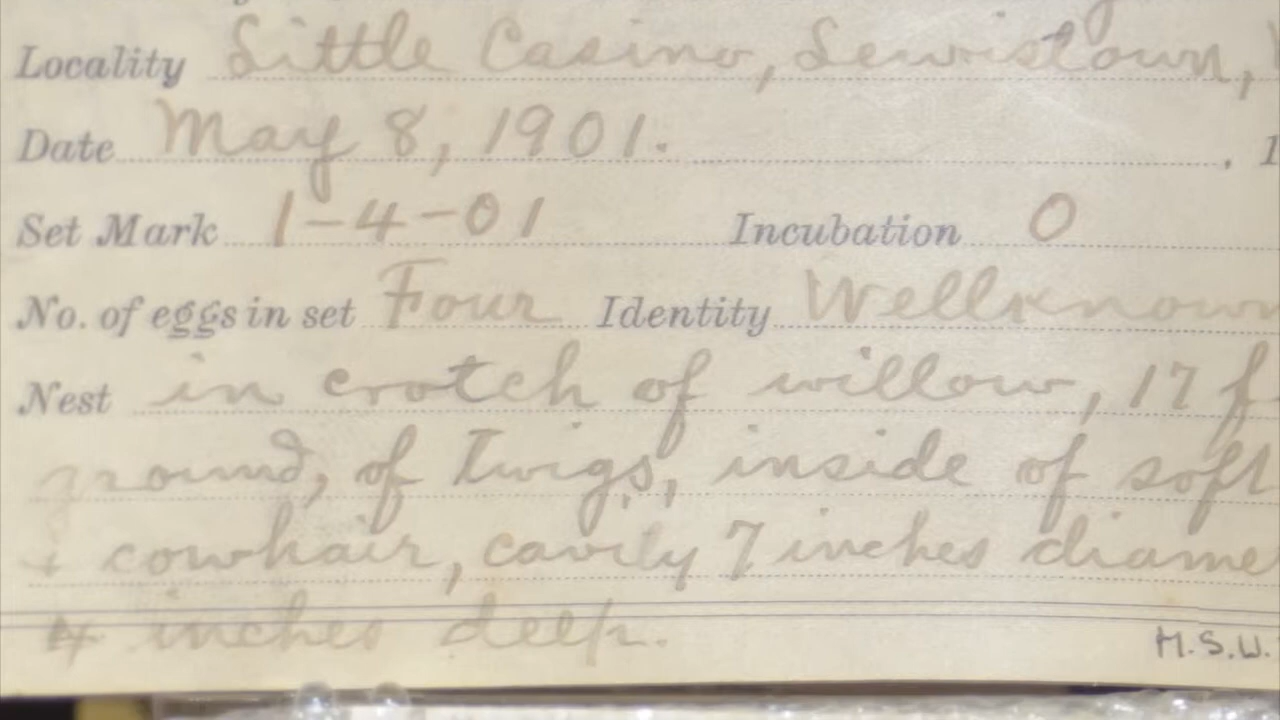 Locality Little Casino, Lewistown,
Date May 8, 1901. , 1
Set Mark 1-4-01 Incubation 0
No. of eggs in set Four Identity Wellknown
Nest in crotch of willow, 17 f
ground, of twigs, inside of soft
+ cowhair, cavity 7 inches diame
4 inches deep.
H.S.W.